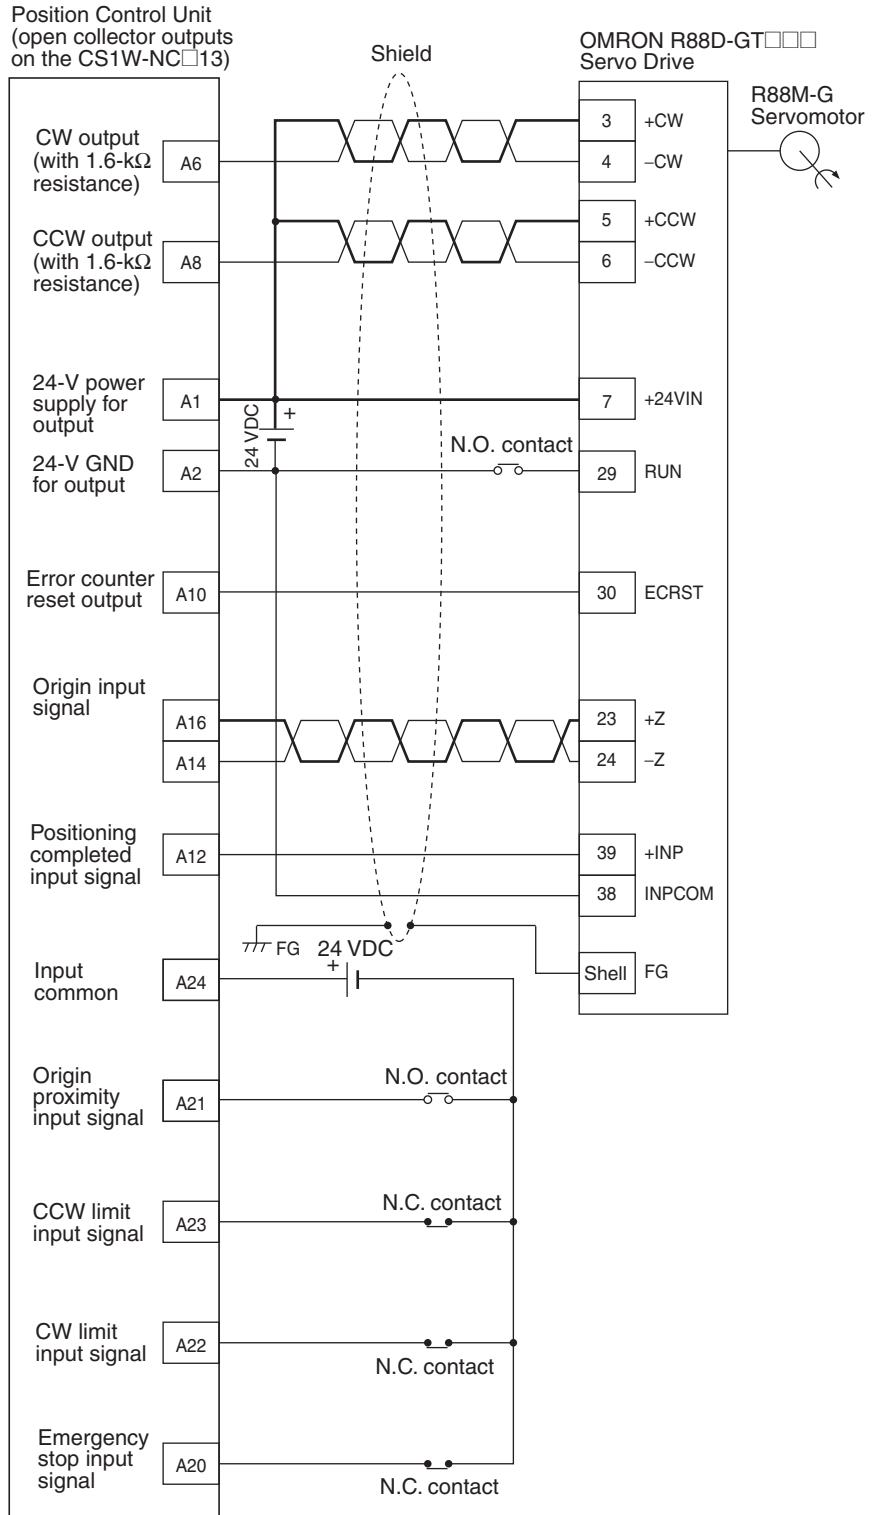 Position Control Unit
(open collector outputs
on the CS1W-NC□13)
Shield
OMRON R88D-GT□□□
Servo Drive
R88M-G
Servomotor
CW output
(with 1.6-kΩ
resistance)
A6
3
+CW
4
−CW
CCW output
(with 1.6-kΩ
resistance)
A8
5
+CCW
6
−CCW
24-V power
supply for
output
A1
24 VDC
+
7
+24VIN
24-V GND
for output
A2
N.O. contact
29
RUN
Error counter
reset output
A10
30
ECRST
Origin input
signal
A16
23
+Z
A14
24
−Z
Positioning
completed
input signal
A12
39
+INP
38
INPCOM
FG
24 VDC
+
Shell
FG
Input
common
A24
Origin
proximity
input signal
A21
N.O. contact
CCW limit
input signal
A23
N.C. contact
CW limit
input signal
A22
N.C. contact
Emergency
stop input
signal
A20
N.C. contact